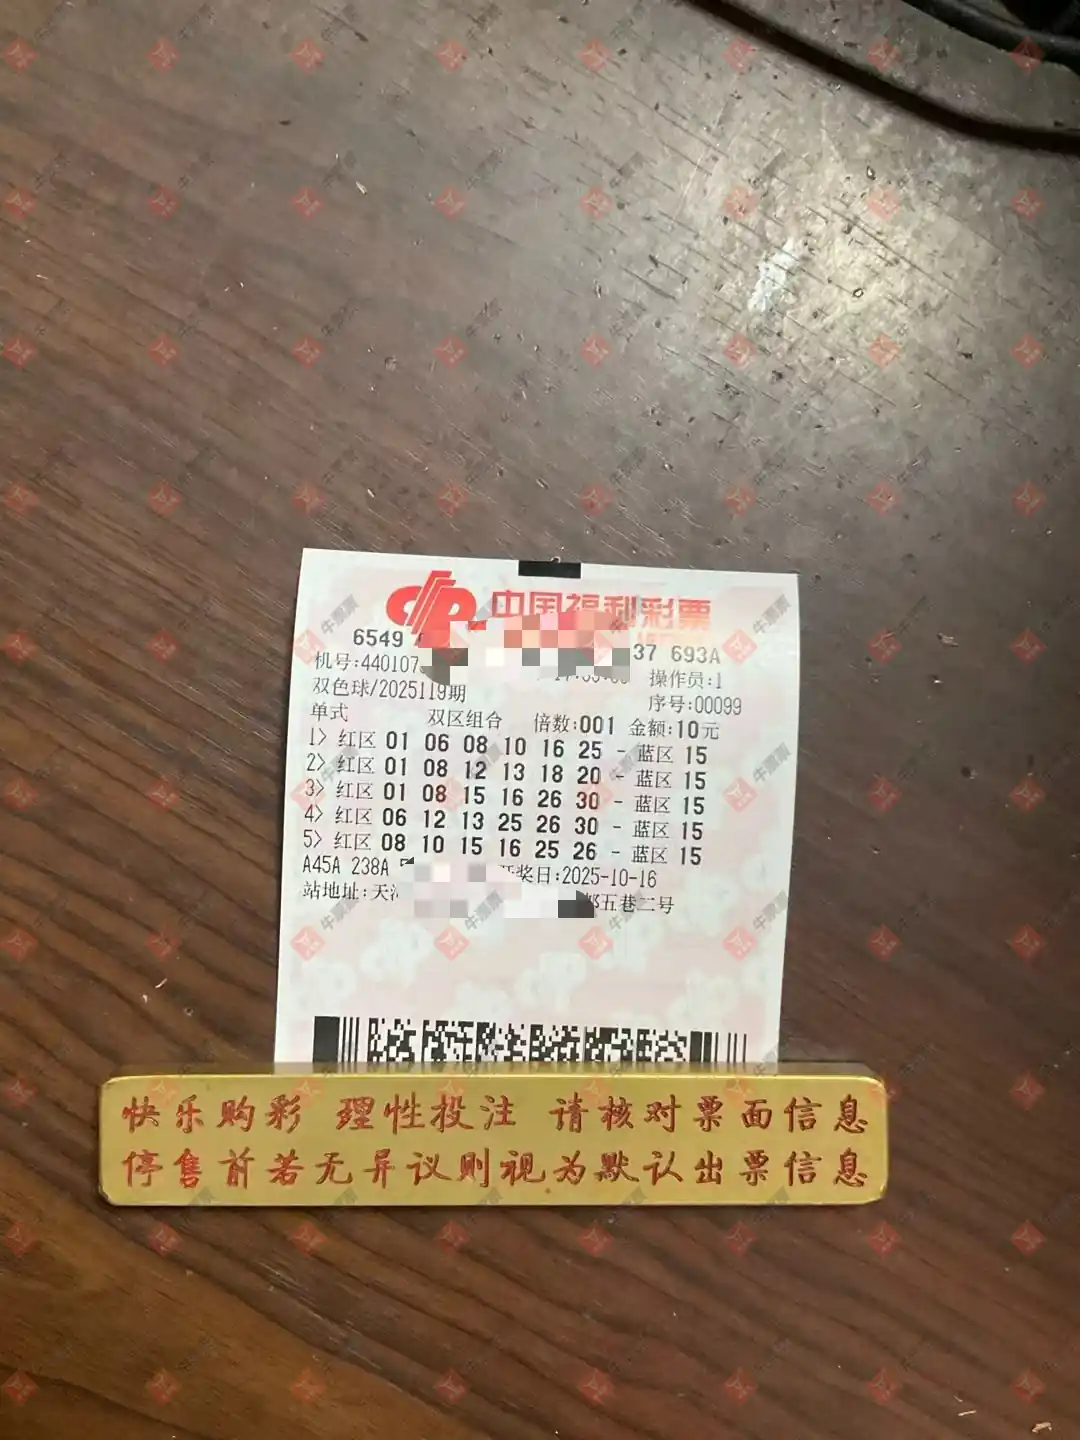 中国福利彩票
6549 37 693A
机号:440107 操作员:1
双色球/2025119期 序号:00099
单式 双区组合 倍数:001 金额:10元
1> 红区 01 06 08 10 16 25 - 蓝区 15
2> 红区 01 08 12 13 18 20 - 蓝区 15
3> 红区 01 08 15 16 26 30 - 蓝区 15
4> 红区 06 12 13 25 26 30 - 蓝区 15
5> 红区 08 10 15 16 25 26 - 蓝区 15
A45A 238A 开奖日:2025-10-16
站地址:天 五巷二号
快乐购彩 理性投注 请核对票面信息
停售前若无异议则视为默认出票信息
牛票票